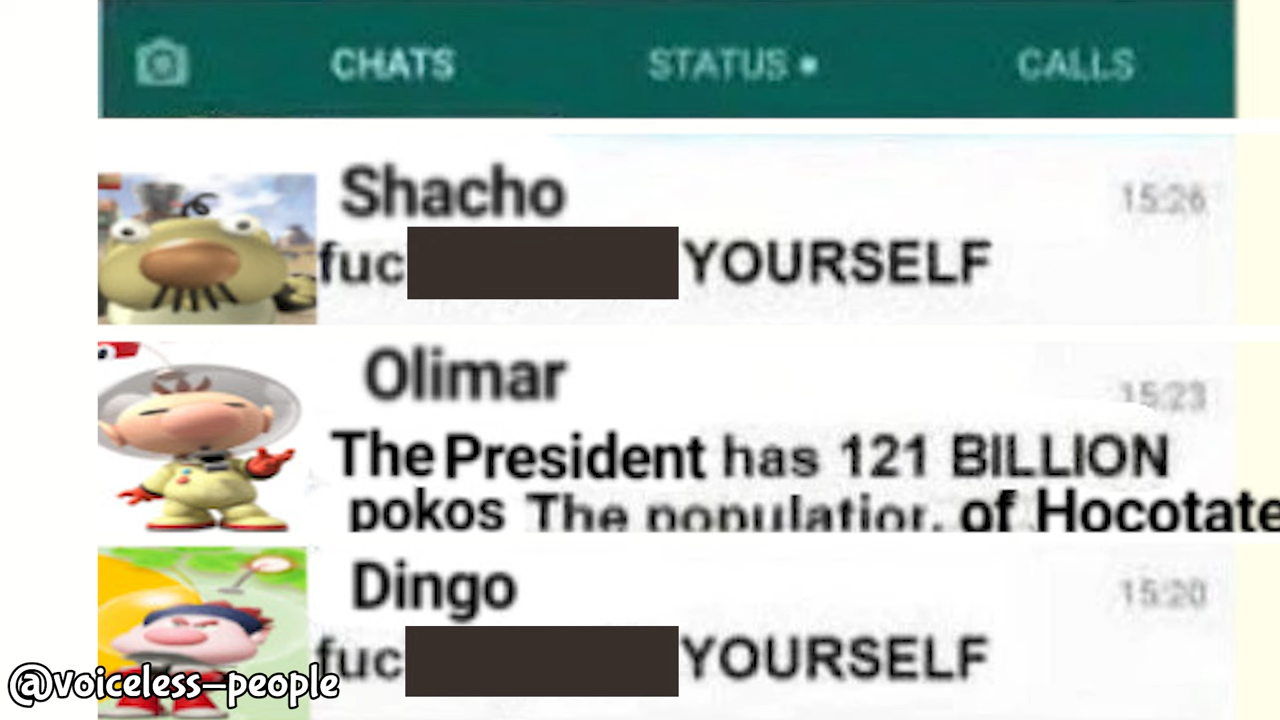 CHATS STATUS CALLS
Shacho 15:26
fuc YOURSELF
Olimar 15:23
The President has 121 BILLION
pokos The population of Hocotate
Dingo 15:20
fuc YOURSELF
@voiceless-people